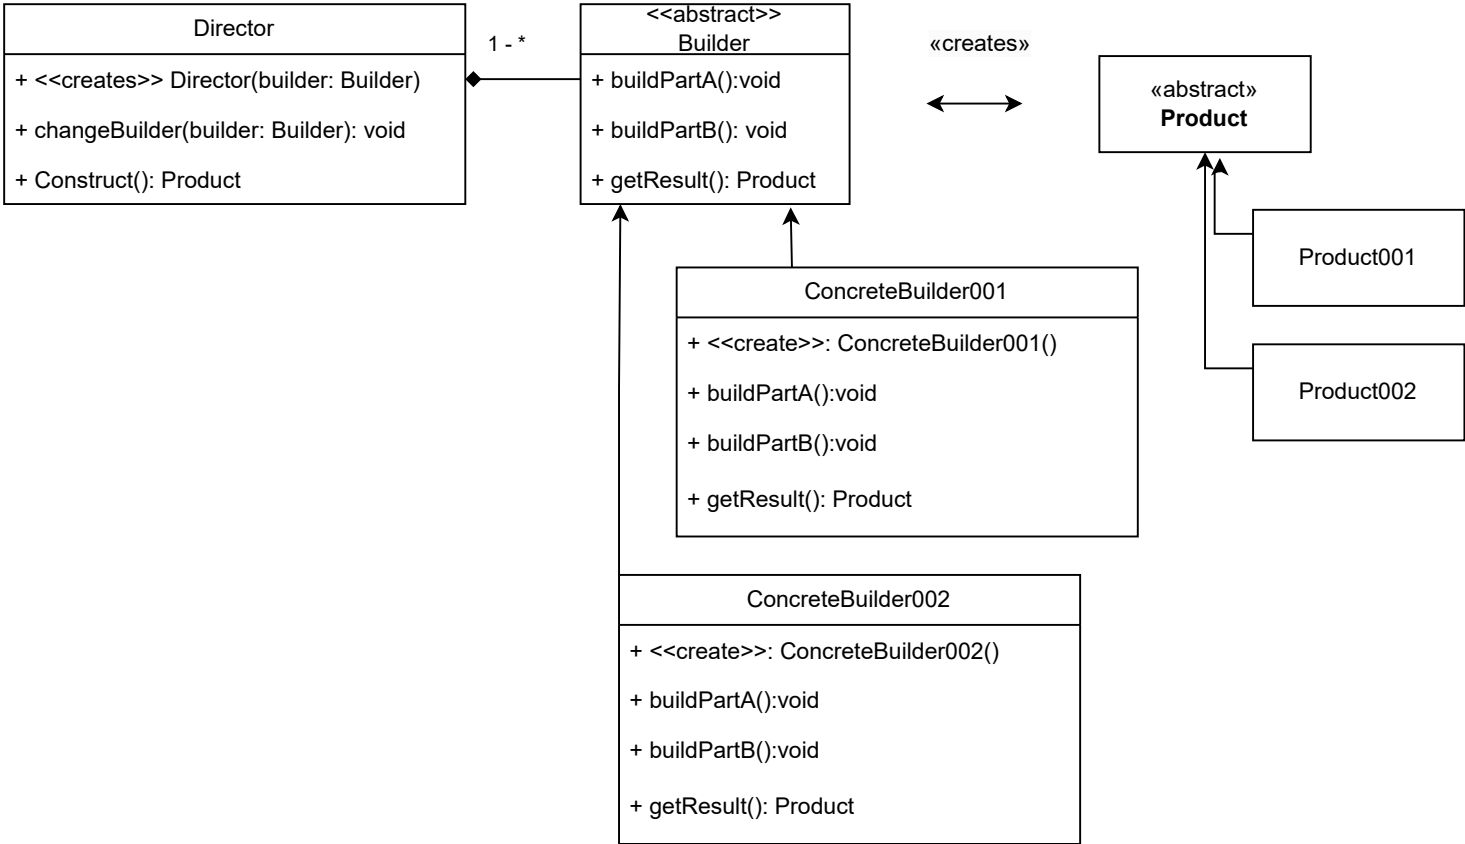 Director
+ <<creates>> Director(builder: Builder)
+ changeBuilder(builder: Builder): void
+ Construct(): Product
1 - *
<<abstract>>
Builder
+ buildPartA():void
+ buildPartB(): void
+ getResult(): Product
«creates»
«abstract»
Product
Product001
Product002
ConcreteBuilder001
+ <<create>>: ConcreteBuilder001()
+ buildPartA():void
+ buildPartB():void
+ getResult(): Product
ConcreteBuilder002
+ <<create>>: ConcreteBuilder002()
+ buildPartA():void
+ buildPartB():void
+ getResult(): Product